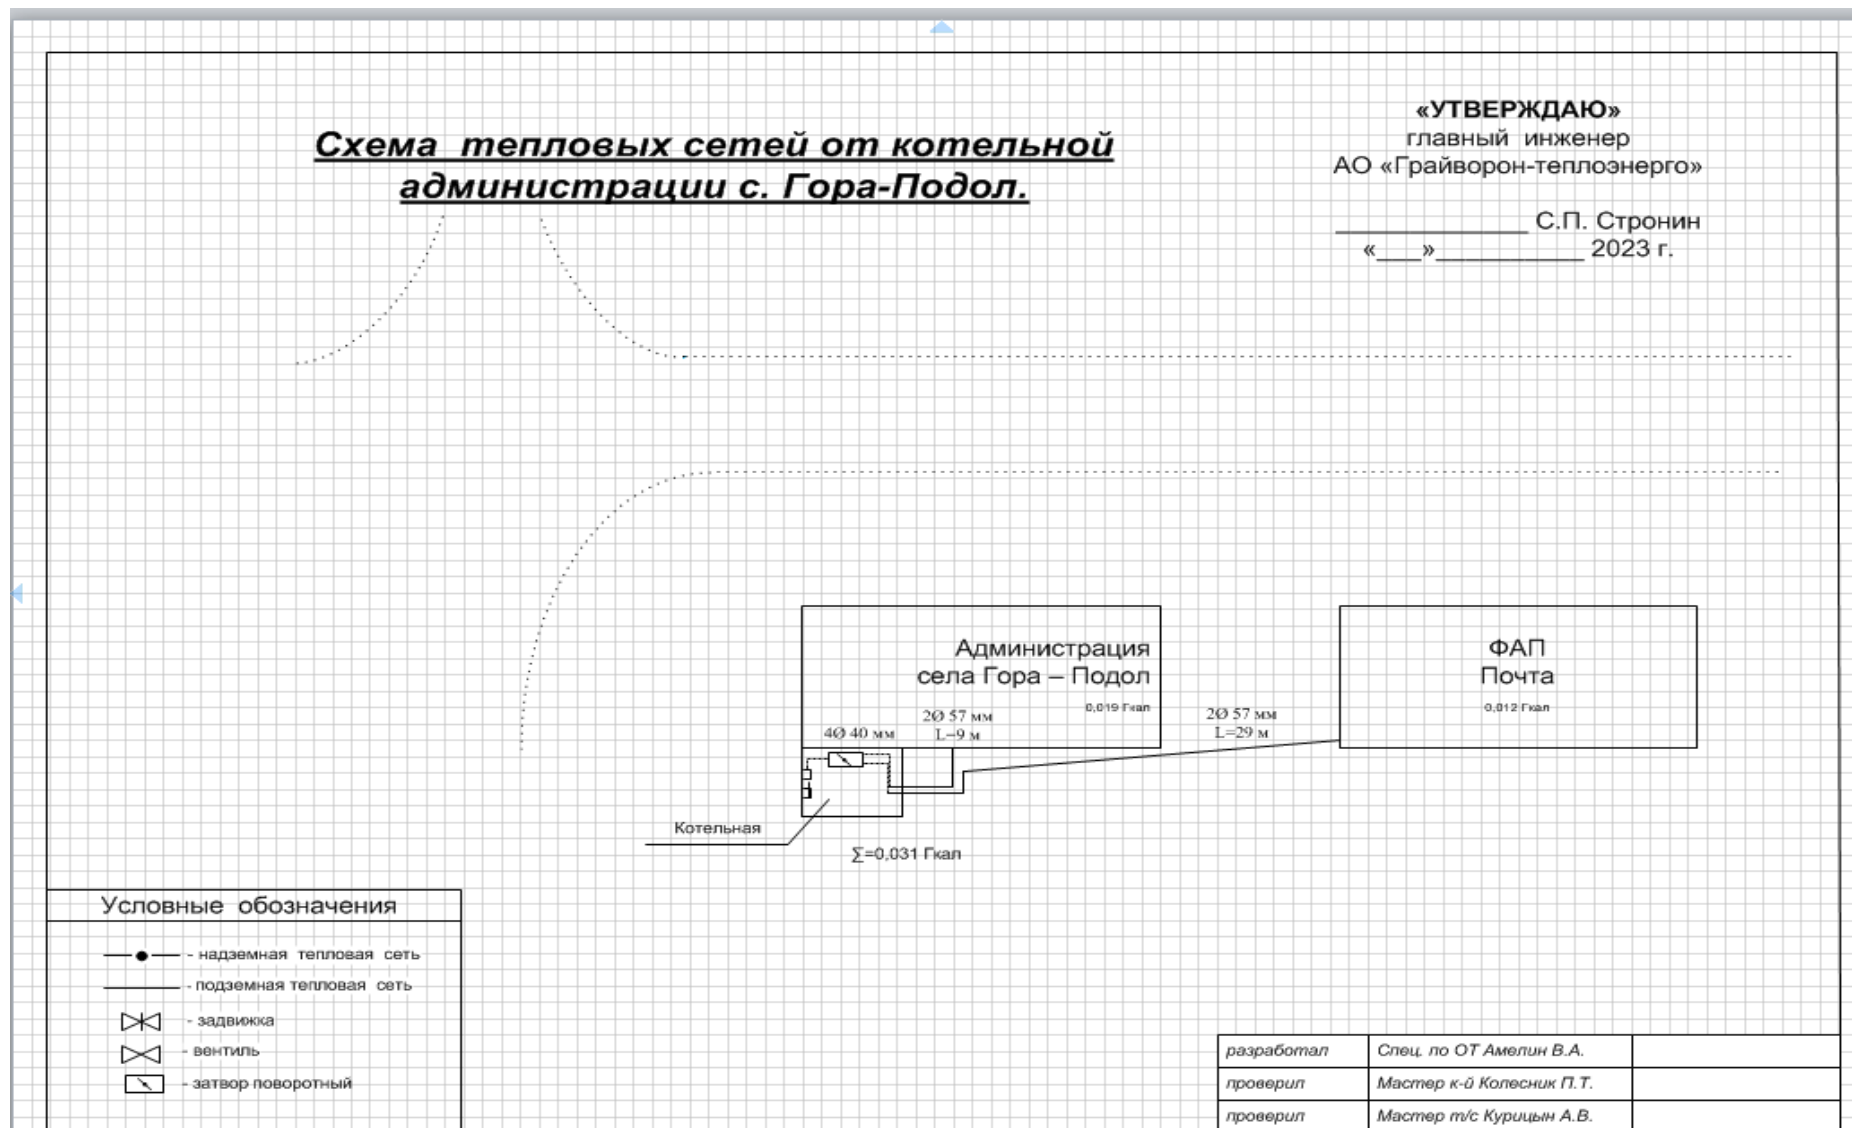 Схема тепловых сетей от котельной
администрации с. Гора-Подол.
«УТВЕРЖДАЮ»
главный инженер
АО «Грайворон-теплоэнерго»
_____________ С.П. Стронин
«___»__________ 2023 г.
Администрация
села Гора – Подол
0,019 Гкал
ФАП
Почта
0,012 Гкал
2Ø 57 мм
L=9 м
4Ø 40 мм
2Ø 57 мм
L=29 м
Котельная
∑=0,031 Гкал
Условные обозначения
- надземная тепловая сеть
- подземная тепловая сеть
- задвижка
- вентиль
- затвор поворотный
разработал Спец. по ОТ Амелин В.А.
проверил Мастер к-й Колесник П.Т.
проверил Мастер т/с Курицын А.В.